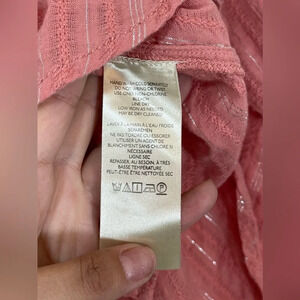 HAND WASH COLD SEPARATELY
DO NOT WRING OR TWIST
USE ONLY NON-CHLORINE
BLEACH
LINE DRY
LOW IRON AS NEEDED
MAY BE DRY CLEANED
LAVER À LA MAIN À L'EAU FROIDE
SÉPARÉMENT
NE PAS TORDRE OU ESSORER
UTILISER UN AGENT DE
BLANCHIMENT SANS CHLORE SI
NÉCESSAIRE
LIGNE SEC
REPASSER, AU BESOIN, À TRÈS
BASSE TEMPÉRATURE
PEUT-ÊTRE ÊTRE NETTOYÉE SEC